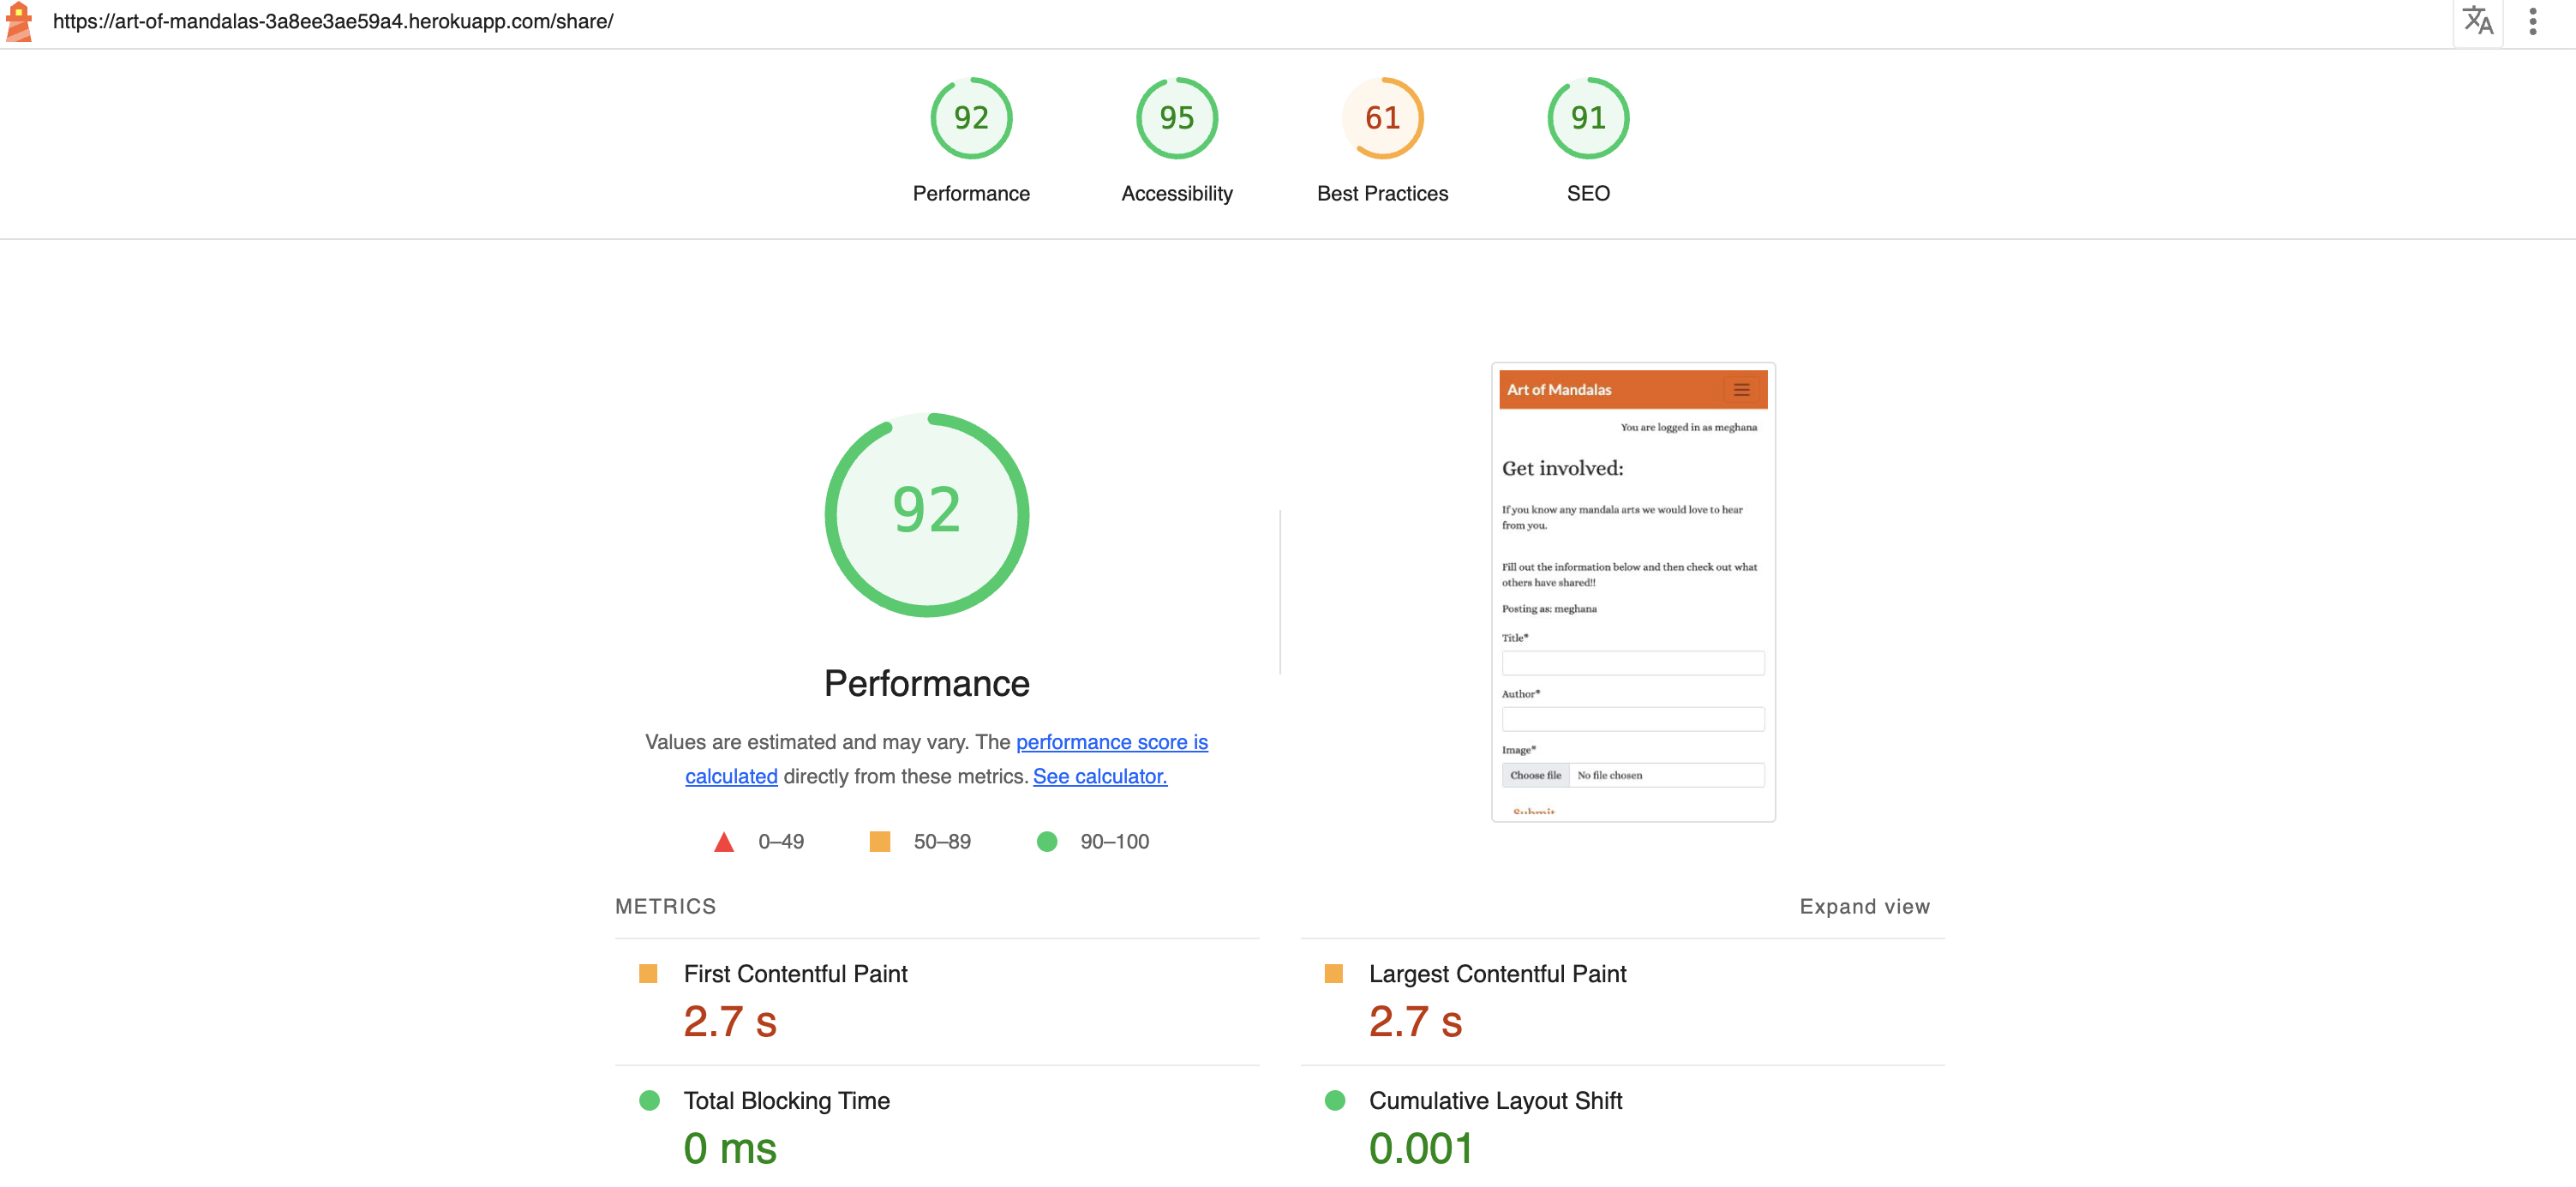 https://art-of-mandalas-3a8ee3ae59a4.herokuapp.com/share/
92
95
61
91
Performance
Accessibility
Best Practices
SEO
92
Performance
Values are estimated and may vary. The performance score is
calculated directly from these metrics. See calculator.
0–49
50–89
90–100
Art of Mandalas
You are logged in as meghana
Get involved:
If you know any mandala arts we would love to hear
from you.
Fill out the information below and then check out what
others have shared!!
Posting as: meghana
Title*
Author*
Image*
Choose file No file chosen
Submit
METRICS
Expand view
First Contentful Paint
2.7 s
Largest Contentful Paint
2.7 s
Total Blocking Time
0 ms
Cumulative Layout Shift
0.001